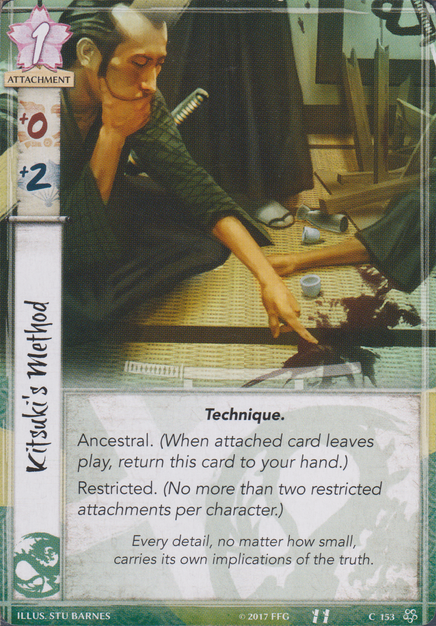 1
ATTACHMENT
+0
+2
Kitsuki's Method
Technique.
Ancestral. (When attached card leaves
play, return this card to your hand.)
Restricted. (No more than two restricted
attachments per character.)
Every detail, no matter how small,
carries its own implications of the truth.
ILLUS. STU BARNES
© 2017 FFG
C 153